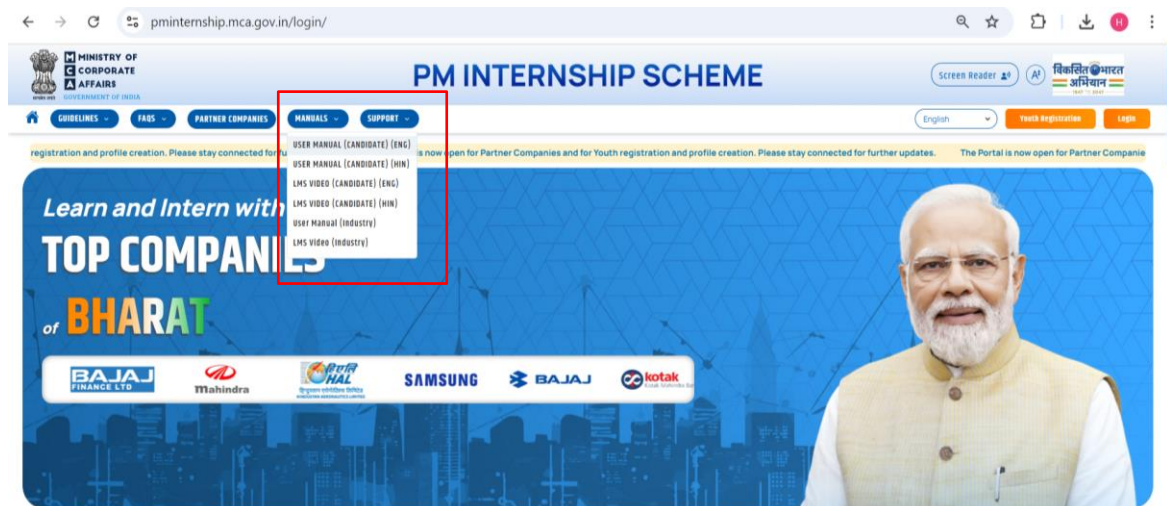 pminternship.mca.gov.in/login/
H
MINISTRY OF
CORPORATE
AFFAIRS
GOVERNMENT OF INDIA
PM INTERNSHIP SCHEME
Screen Reader
विकसित भारत
अभियान
GUIDELINES
FAQS
PARTNER COMPANIES
MANUALS
SUPPORT
English
Youth Registration
Login
registration and profile creation. Please stay connected for fu
s now open for Partner Companies and for Youth registration and profile creation. Please stay connected for further updates.
The Portal is now open for Partner Companie
USER MANUAL (CANDIDATE) (ENG)
USER MANUAL (CANDIDATE) (HIN)
LMS VIDEO (CANDIDATE) (ENG)
LMS VIDEO (CANDIDATE) (HIN)
User Manual (Industry)
LMS Video (Industry)
Learn and Intern with
TOP COMPANIES
of BHARAT
BAJAJ
FINANCE LTD
Mahindra
HAL
SAMSUNG
BAJAJ
kotak
Kotak Mahindra Ba